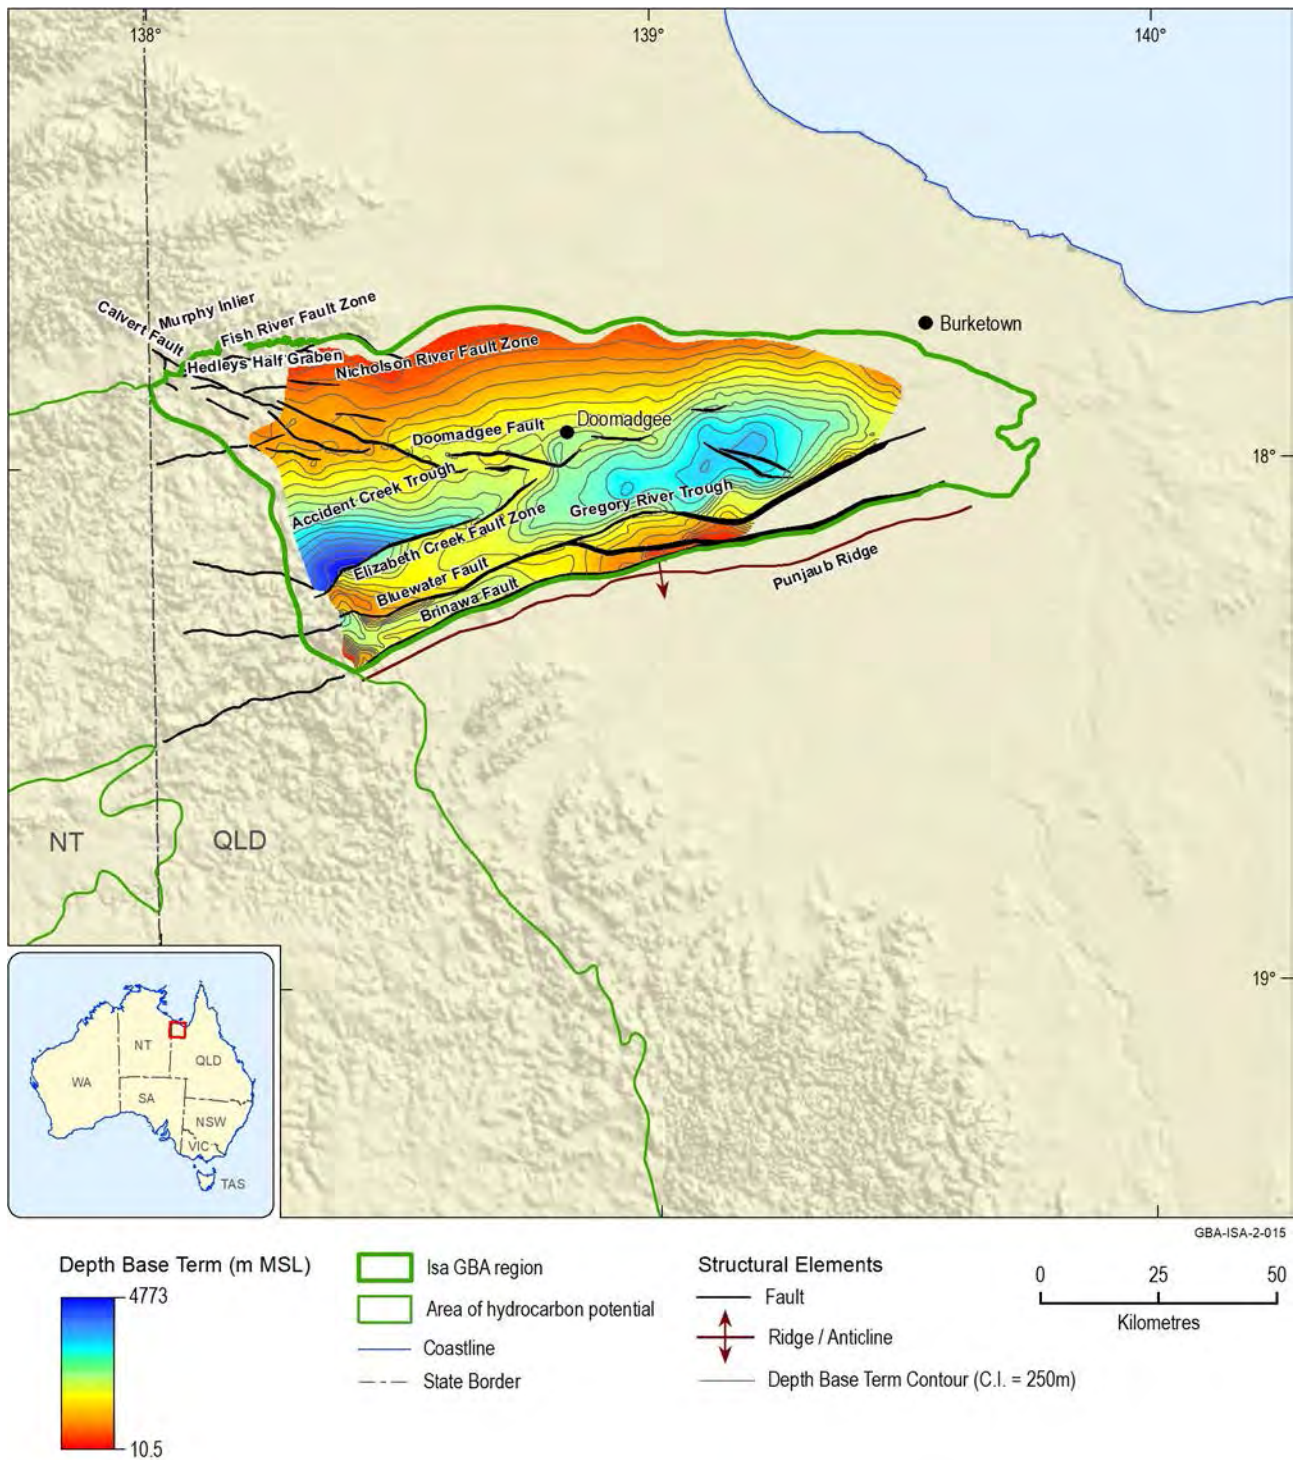 138°
139°
140°
Murphy Inlier
Calvert Fault
Fish River Fault Zone
Hedleys Half Graben
Nicholson River Fault Zone
Burketown
Doomadgee
Doomadgee Fault
18°
Accident Creek Trough
Gregory River Trough
Elizabeth Creek Fault Zone
Bluewater Fault
Punjaub Ridge
Brinawa Fault
NT
QLD
19°
NT
QLD
WA
SA
NSW
VIC
TAS
GBA-ISA-2-015
Depth Base Term (m MSL)
4773
10.5
Isa GBA region
Area of hydrocarbon potential
Coastline
State Border
Structural Elements
Fault
Ridge / Anticline
Depth Base Term Contour (C.I. = 250m)
0 25 50
Kilometres